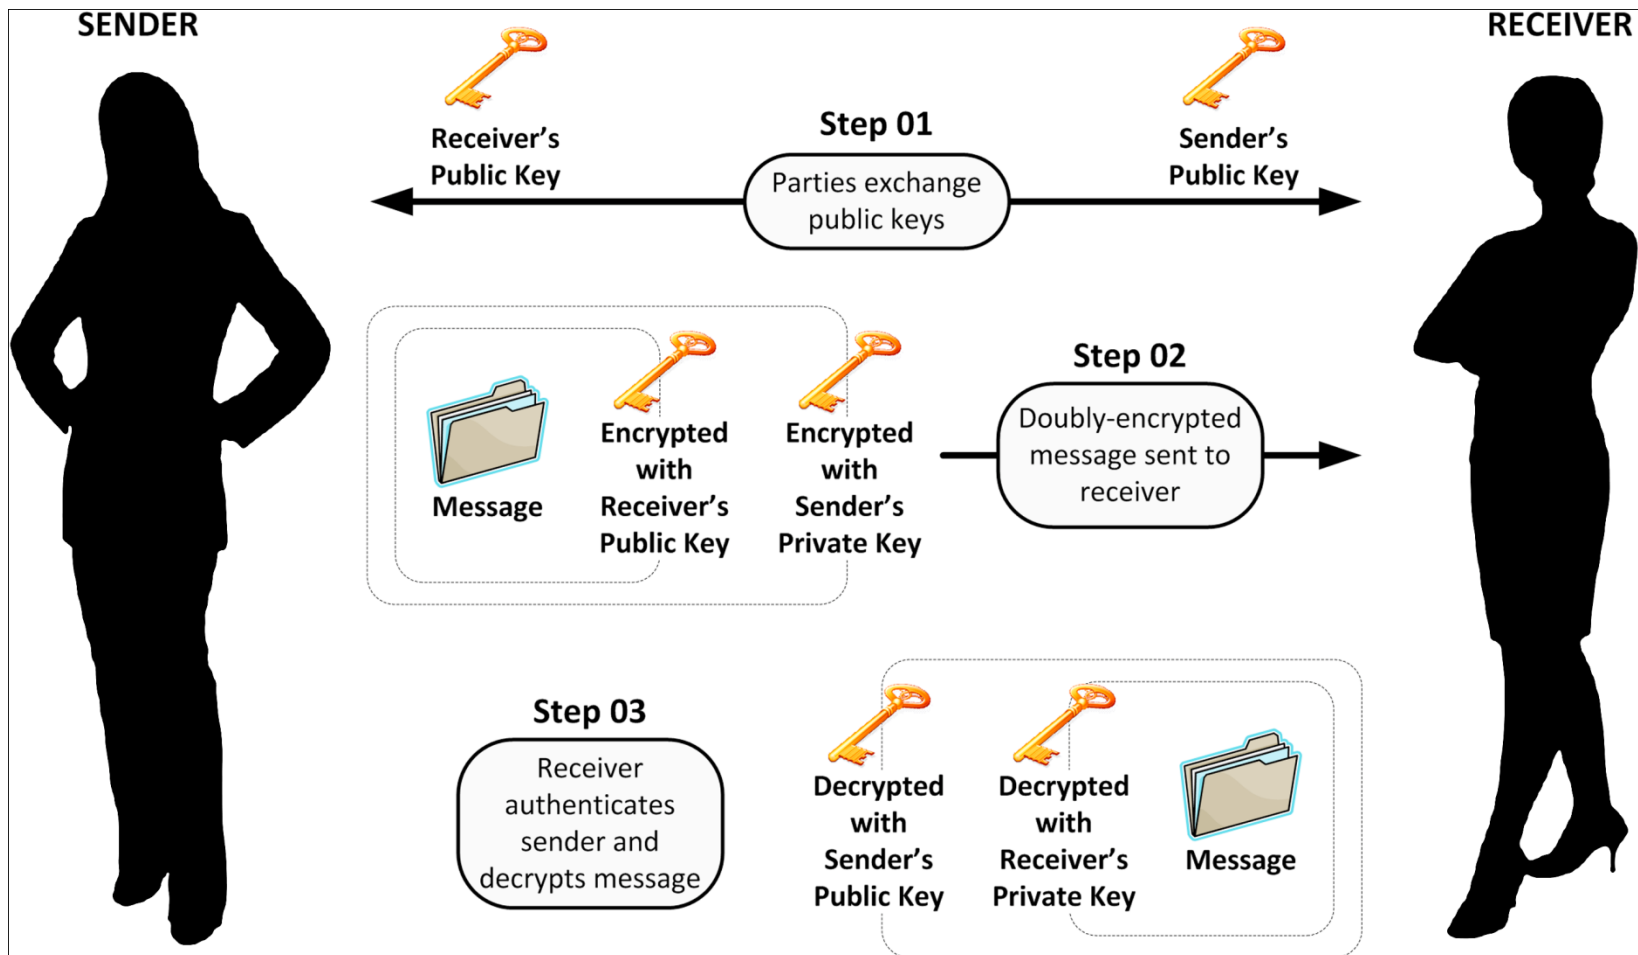 SENDER
RECEIVER
Receiver's
Public Key
Step 01
Parties exchange
public keys
Sender's
Public Key
Message
Encrypted
with
Receiver's
Public Key
Encrypted
with
Sender's
Private Key
Step 02
Doubly-encrypted
message sent to
receiver
Step 03
Receiver
authenticates
sender and
decrypts message
Decrypted
with
Sender's
Public Key
Decrypted
with
Receiver's
Private Key
Message